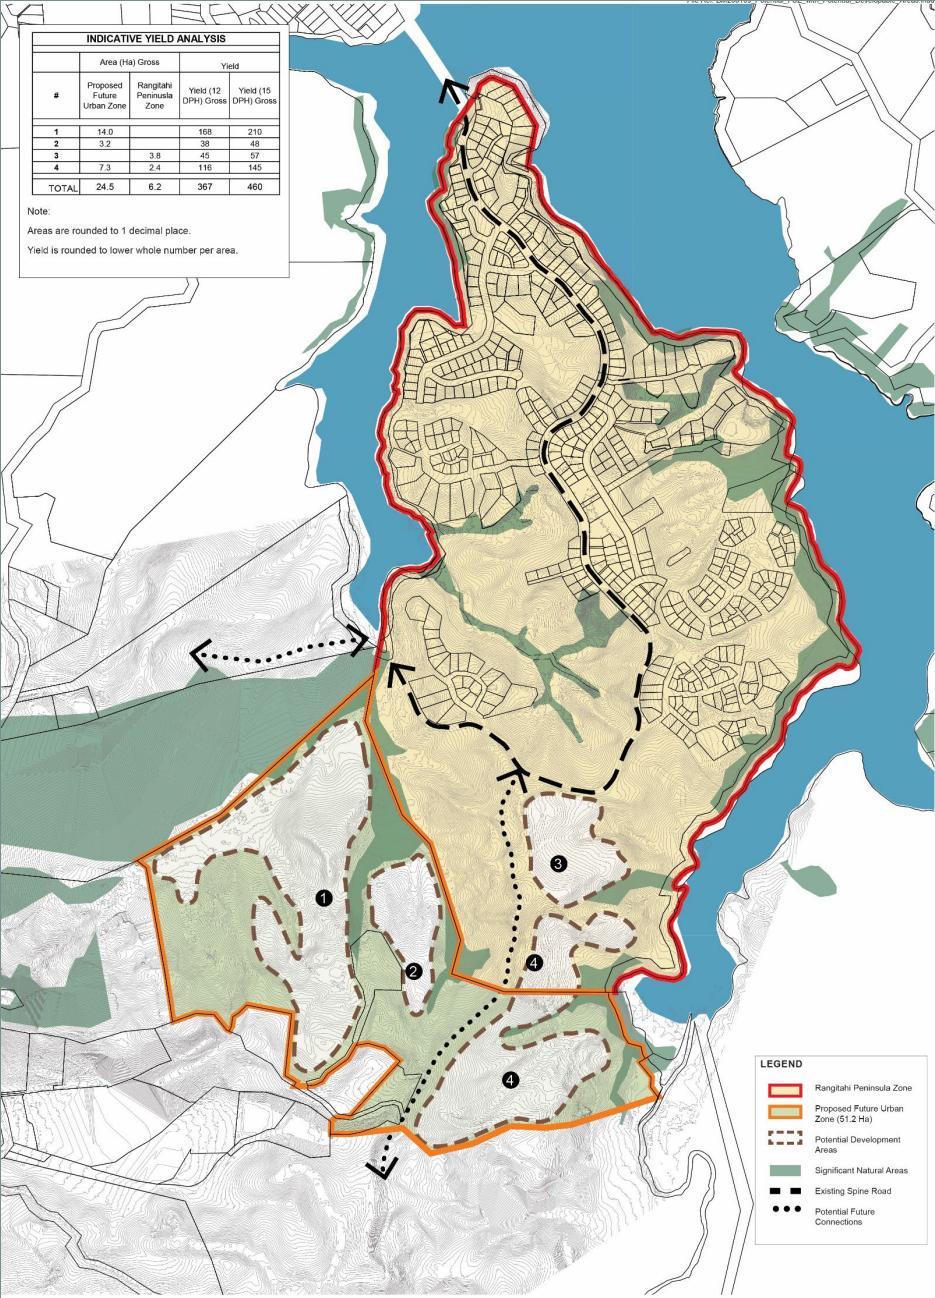 INDICATIVE YIELD ANALYSIS
Area (Ha) Gross Yield
# Proposed Future Urban Zone Rangitahi Peninusla Zone Yield (12 DPH) Gross Yield (15 DPH) Gross
1 14.0 168 210
2 3.2 38 48
3 3.8 45 57
4 7.3 2.4 116 145
TOTAL 24.5 6.2 367 460
Note:
Areas are rounded to 1 decimal place.
Yield is rounded to lower whole number per area.
3
1
2
4
4
LEGEND
Rangitahi Peninsula Zone
Proposed Future Urban
Zone (51.2 Ha)
Potential Development
Areas
Significant Natural Areas
Existing Spine Road
Potential Future
Connections